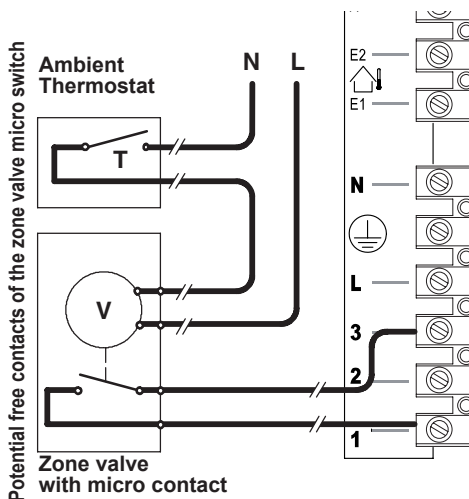 Potential free contacts of the zone valve micro switch
Ambient
Thermostat
N L
T
V
Zone valve
with micro contact
E2
E1
N
L
3
2
1